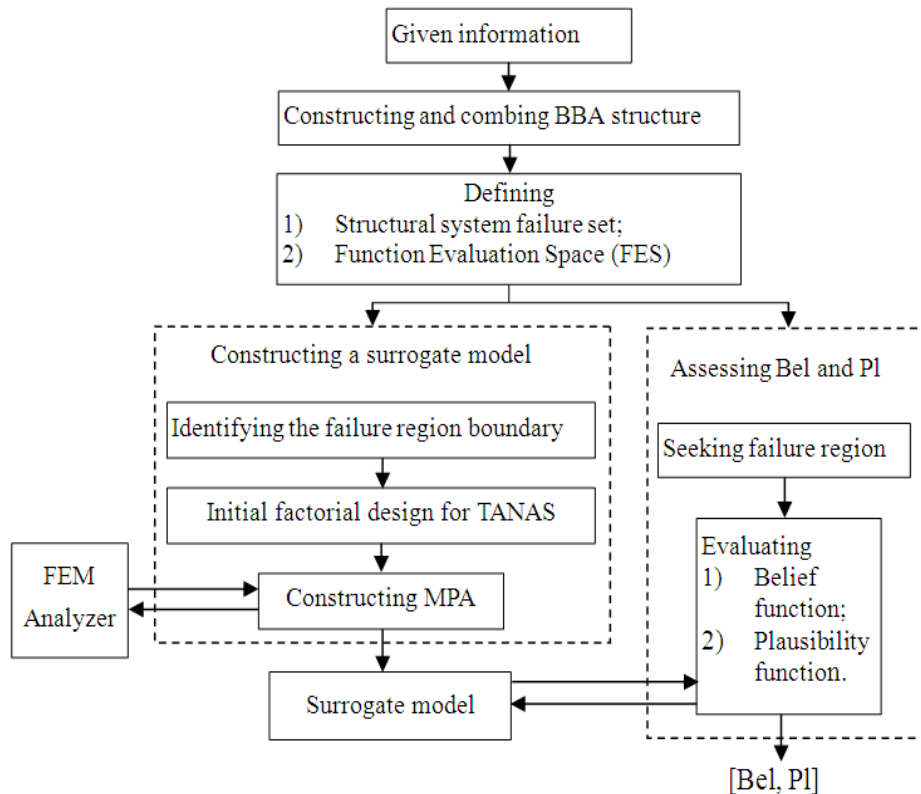 Given information
Constructing and combing BBA structure
Defining
1) Structural system failure set;
2) Function Evaluation Space (FES)
Constructing a surrogate model
Identifying the failure region boundary
Initial factorial design for TANAS
Constructing MPA
FEM
Analyzer
Surrogate model
Assessing Bel and Pl
Seeking failure region
Evaluating
1) Belief
function;
2) Plausibility
function.
[Bel, Pl]